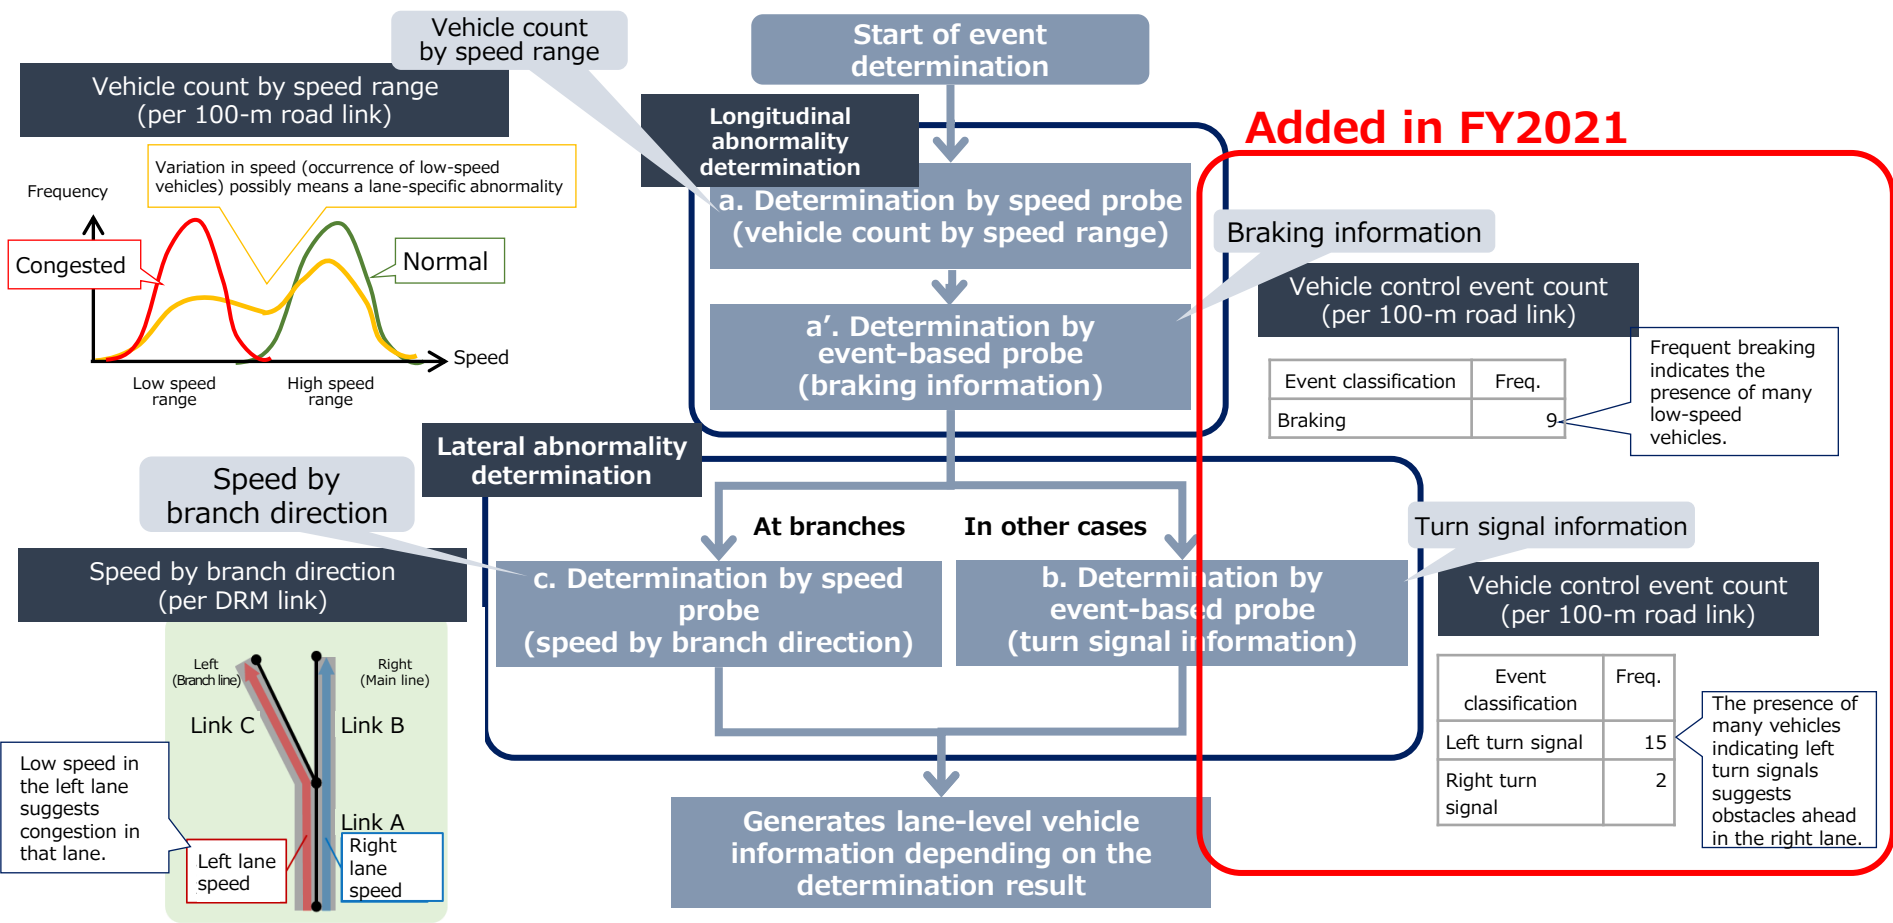 Vehicle count
by speed range
Start of event
determination
Vehicle count by speed range
(per 100-m road link)
Longitudinal
abnormality
determination
Added in FY2021
Variation in speed (occurrence of low-speed
vehicles) possibly means a lane-specific abnormality
Frequency
Congested
Normal
Speed
Low speed
range
High speed
range
a. Determination by speed probe
(vehicle count by speed range)
Braking information
Vehicle control event count
(per 100-m road link)
a’. Determination by
event-based probe
(braking information)
Event classification
Freq.
Braking
9
Frequent breaking
indicates the
presence of many
low-speed
vehicles.
Lateral abnormality
determination
Speed by
branch direction
At branches
In other cases
Turn signal information
Speed by branch direction
(per DRM link)
c. Determination by speed
probe
(speed by branch direction)
b. Determination by
event-based probe
(turn signal information)
Vehicle control event count
(per 100-m road link)
Left
(Branch line)
Right
(Main line)
Link C
Link B
Link A
Low speed in
the left lane
suggests
congestion in
that lane.
Left lane
speed
Right
lane
speed
Event
classification
Freq.
Left turn signal
15
Right turn
signal
2
The presence of
many vehicles
indicating left
turn signals
suggests
obstacles ahead
in the right lane.
Generates lane-level vehicle
information depending on the
determination result